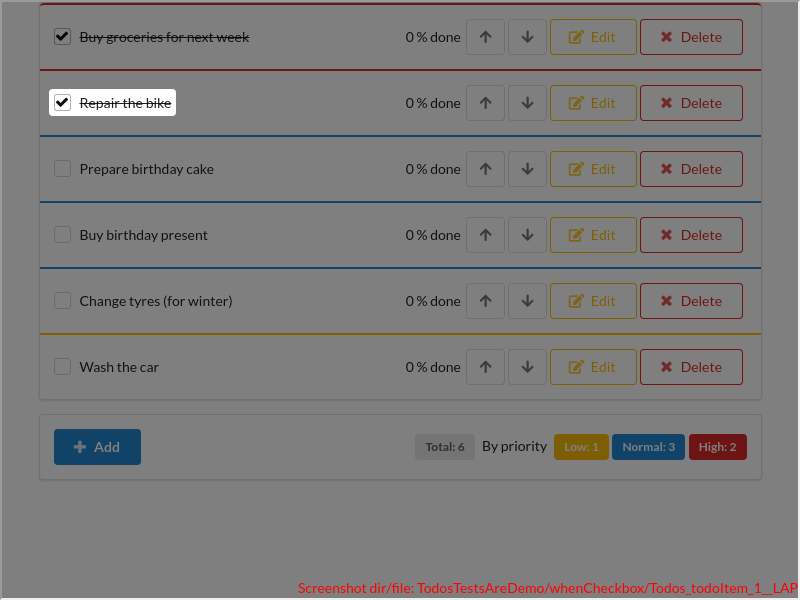 Buy groceries for next week 0 % done Edit Delete
Repair the bike 0 % done Edit Delete
Prepare birthday cake 0 % done Edit Delete
Buy birthday present 0 % done Edit Delete
Change tyres (for winter) 0 % done Edit Delete
Wash the car 0 % done Edit Delete
Add Total: 6 By priority Low: 1 Normal: 3 High: 2
Screenshot dir/file: TodosTestsAreDemo/whenCheckbox/Todos_todoItem_1__LAP